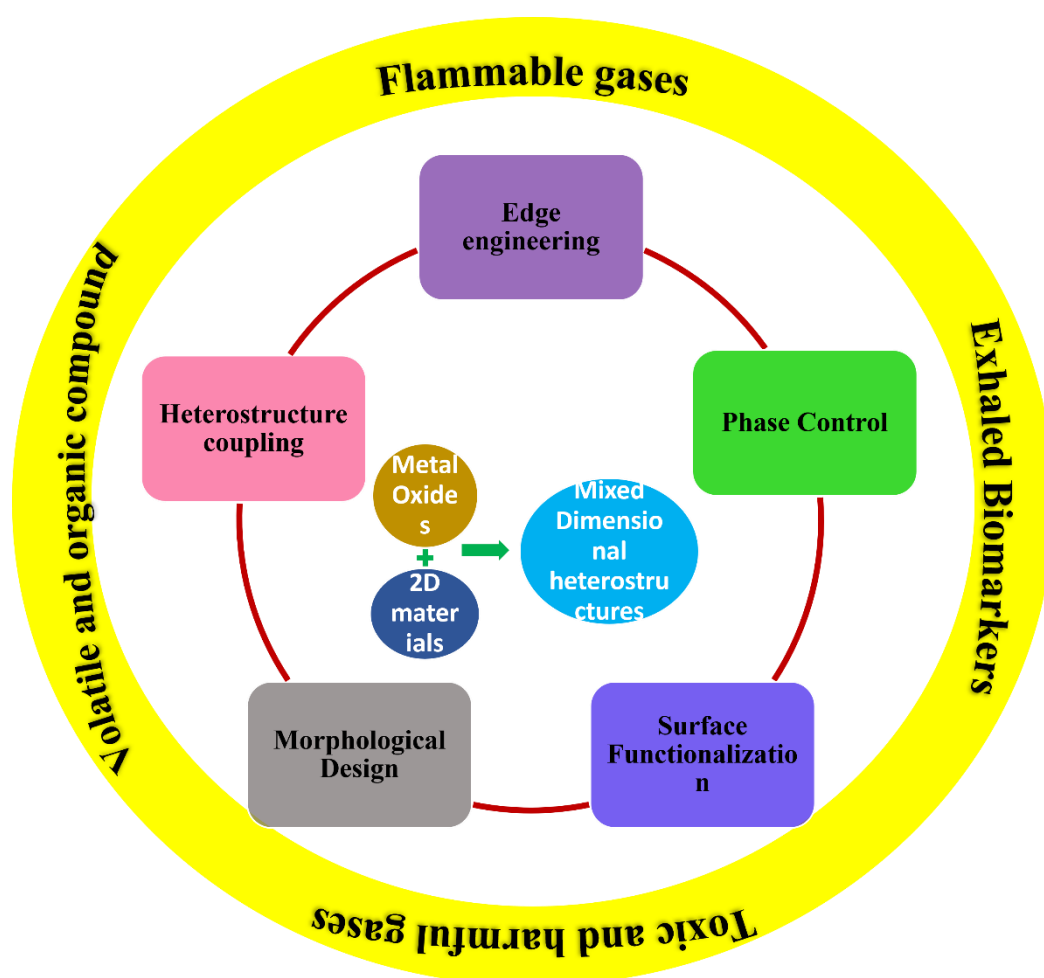 Flammable gases
Edge
engineering
Exhaled Biomarkers
Volatile and organic compound
Heterostructure
coupling
Phase Control
Metal
Oxide
s
+
2D
mater
ials
Mixed
Dimensio
nal
heterostru
ctures
Morphological
Design
Surface
Functionalizatio
n
Toxic and harmful gases